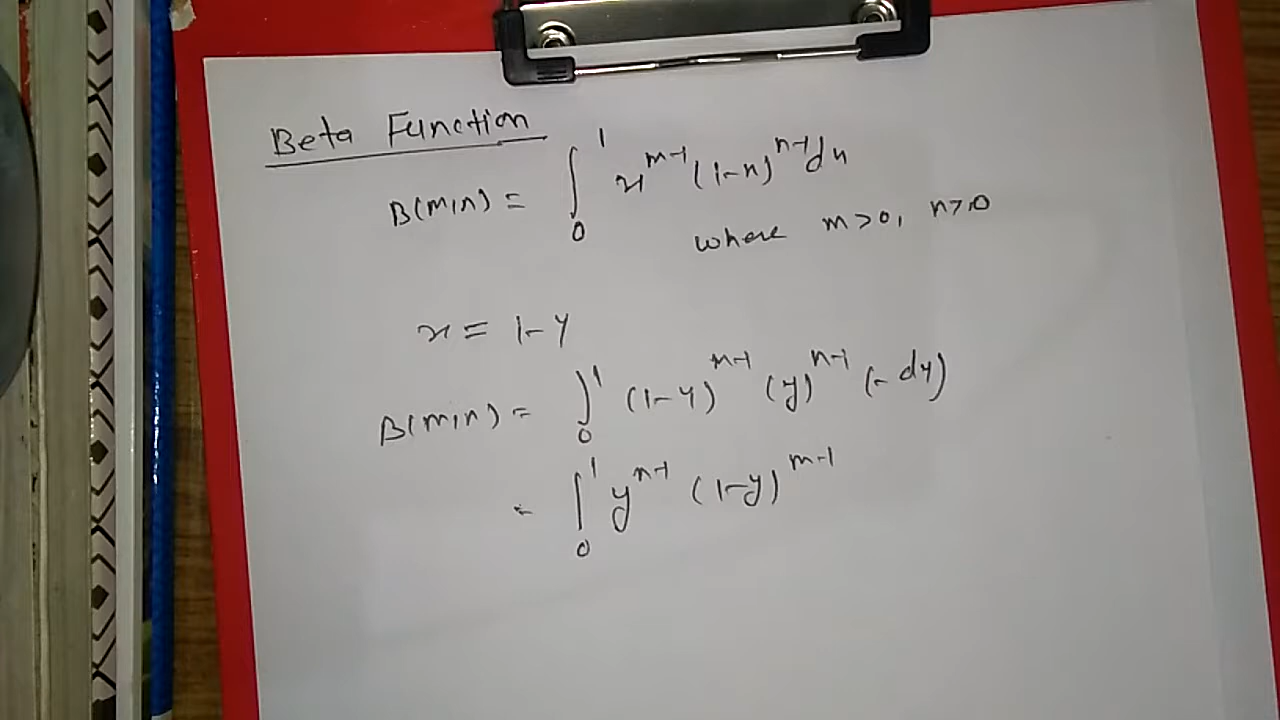 Beta Function
B(m,n) = ∫₀¹ x^{m-1} (1-x)^{n-1} dx
where m>0, n>0
x = 1-y
B(m,n) = ∫₀¹ (1-y)^{m-1} (y)^{n-1} (-dy)
= ∫₀¹ y^{n-1} (1-y)^{m-1}